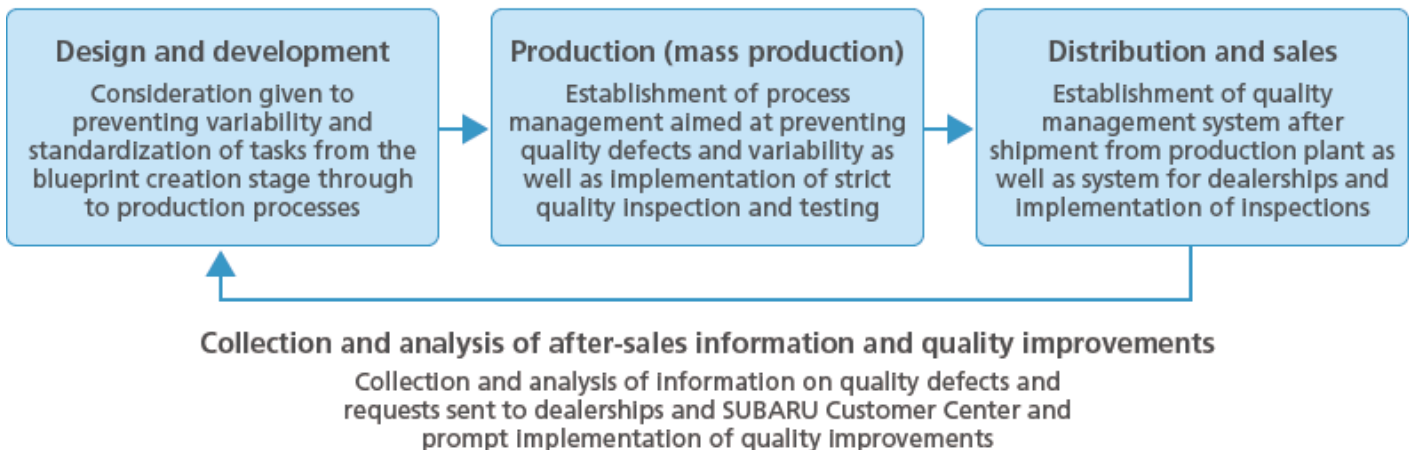 Design and development
Consideration given to
preventing variability and
standardization of tasks from the
blueprint creation stage through
to production processes
Production (mass production)
Establishment of process
management aimed at preventing
quality defects and variability as
well as implementation of strict
quality inspection and testing
Distribution and sales
Establishment of quality
management system after
shipment from production plant as
well as system for dealerships and
implementation of inspections
Collection and analysis of after-sales information and quality improvements
Collection and analysis of information on quality defects and
requests sent to dealerships and SUBARU Customer Center and
prompt implementation of quality improvements